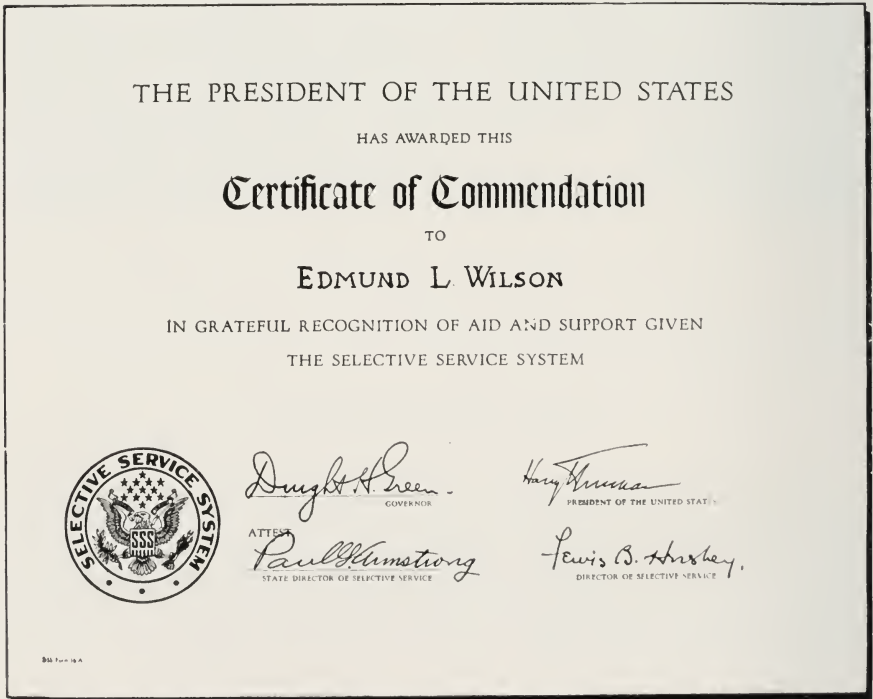 THE PRESIDENT OF THE UNITED STATES
HAS AWARDED THIS
Certificate of Commendation
TO
EDMUND L. WILSON
IN GRATEFUL RECOGNITION OF AID AND SUPPORT GIVEN
THE SELECTIVE SERVICE SYSTEM
SELECTIVE SERVICE SYSTEM
SSS
Dwight H. Green
GOVERNOR
Harry Truman
PRESIDENT OF THE UNITED STAT
ATTEST
Paul G. Armstrong
STATE DIRECTOR OF SELECTIVE SERVICE
Lewis B. Hershey
DIRECTOR OF SELECTIVE SERVICE